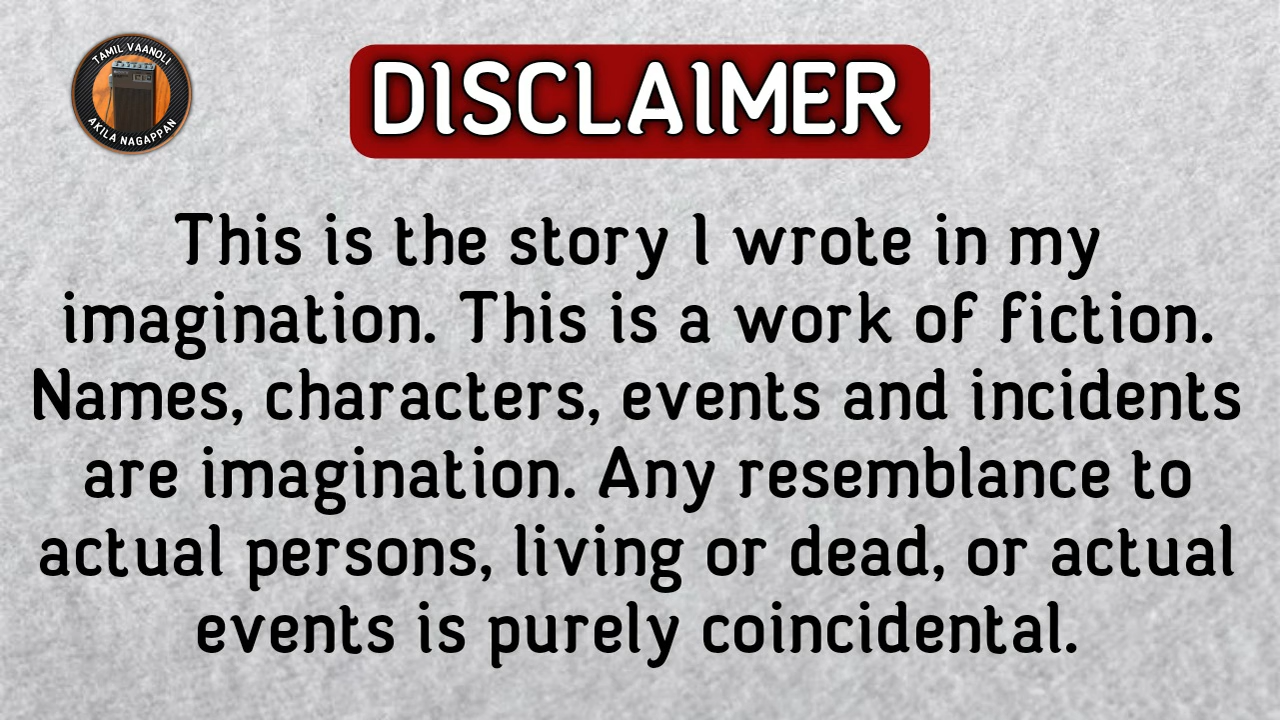 TAMIL VAANOLI
AKILA NAGAPPAN
DISCLAIMER
This is the story I wrote in my
imagination. This is a work of fiction.
Names, characters, events and incidents
are imagination. Any resemblance to
actual persons, living or dead, or actual
events is purely coincidental.